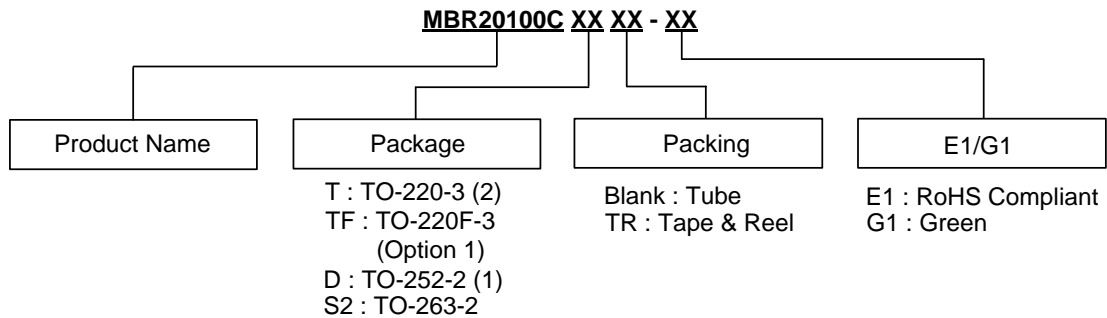 MBR20100C XX XX - XX
Product Name
Package
Packing
E1/G1
T : TO-220-3 (2)
TF : TO-220F-3
(Option 1)
D : TO-252-2 (1)
S2 : TO-263-2
Blank : Tube
TR : Tape & Reel
E1 : RoHS Compliant
G1 : Green